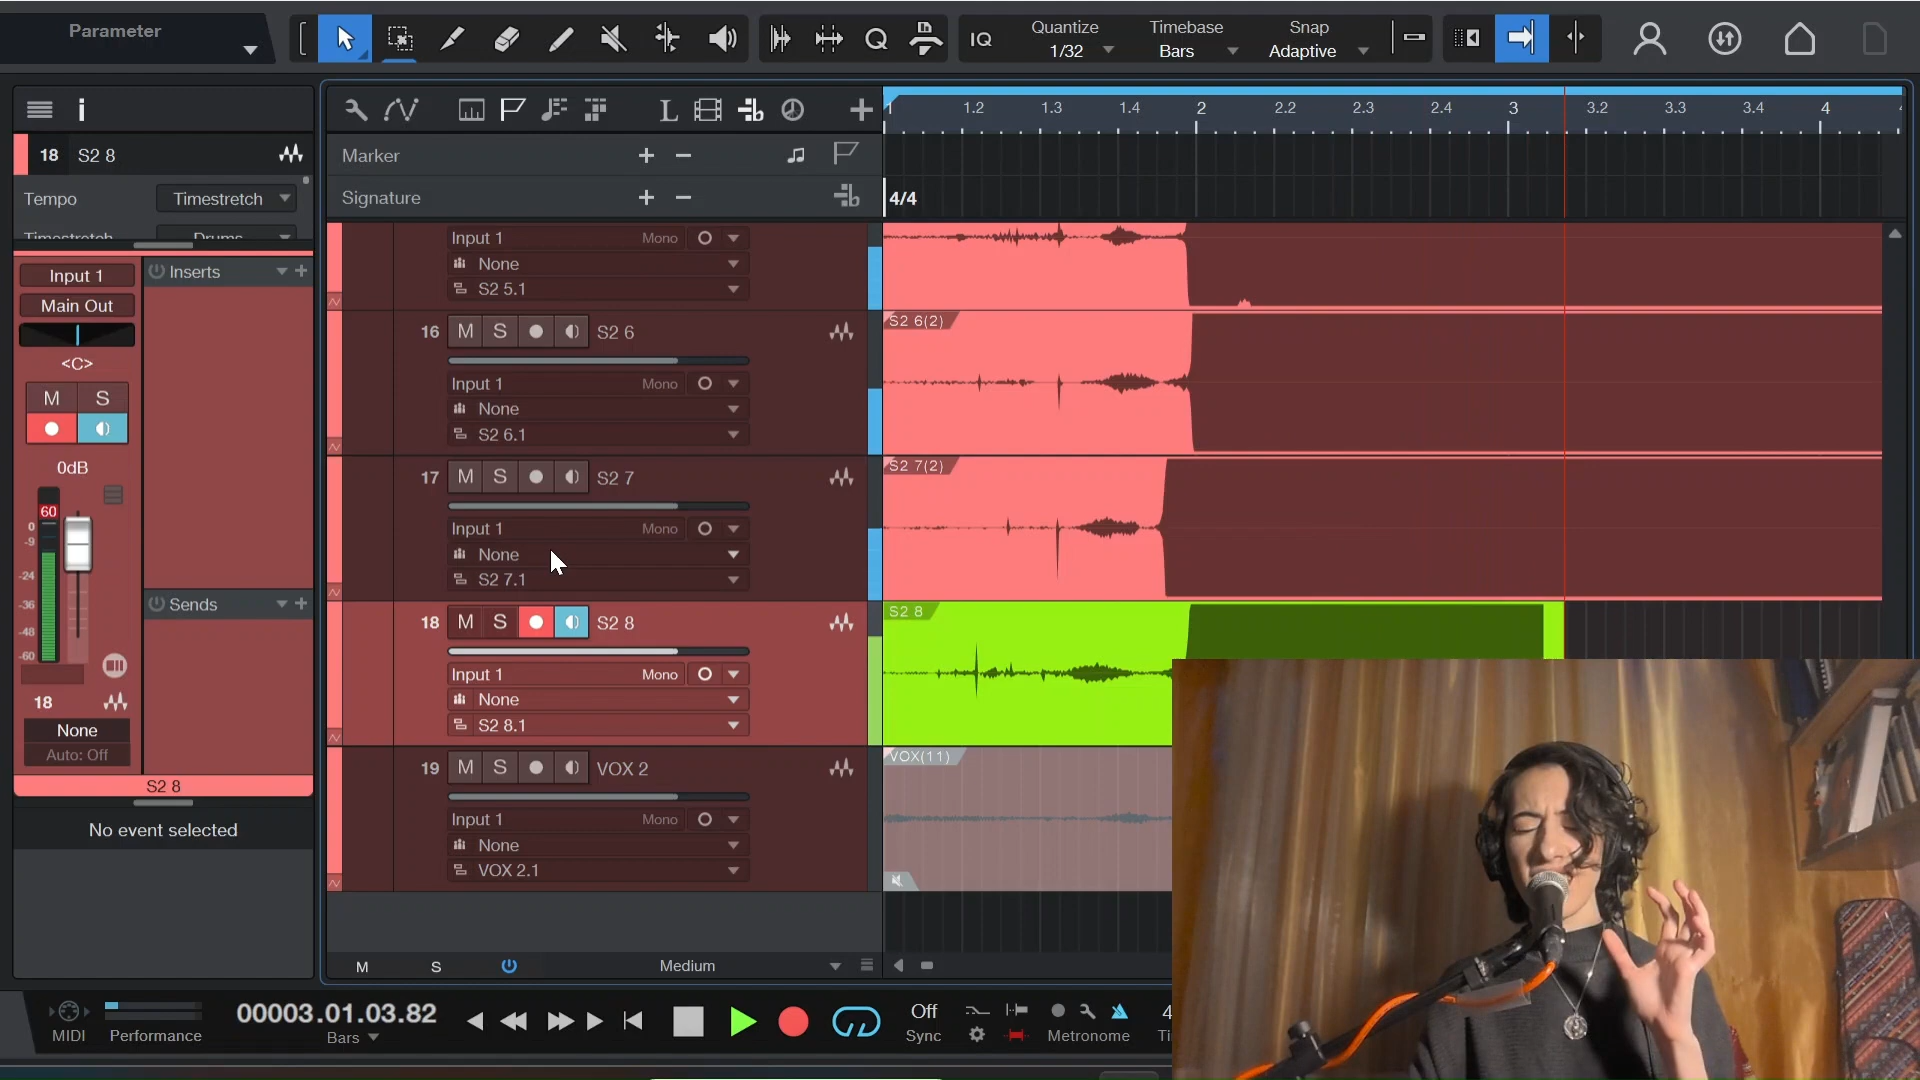 Parameter
IQ
Quantize
1/32
Timebase
Bars
Snap
Adaptive
i
18 S2 8
Tempo Timestretch
Timestretch Drums
Input 1
Main Out
<C>
M S
0dB
60
0
-9
-24
-36
-48
-60
18
None
Auto: Off
S2 8
Inserts
Sends
No event selected
L
Marker
Signature
1 1.2 1.3 1.4 2 2.2 2.3 2.4 3 3.2 3.3 3.4 4
4/4
Input 1 Mono
None
S2 5.1
16 M S S2 6
Input 1 Mono
None
S2 6.1
S2 6(2)
17 M S S2 7
Input 1 Mono
None
S2 7.1
S2 7(2)
18 M S S2 8
Input 1 Mono
None
S2 8.1
S2 8
19 M S VOX 2
Input 1 Mono
None
VOX 2.1
VOX(11)
M S Medium
MIDI
Performance
00003.01.03.82
Bars
Off
Sync
Metronome